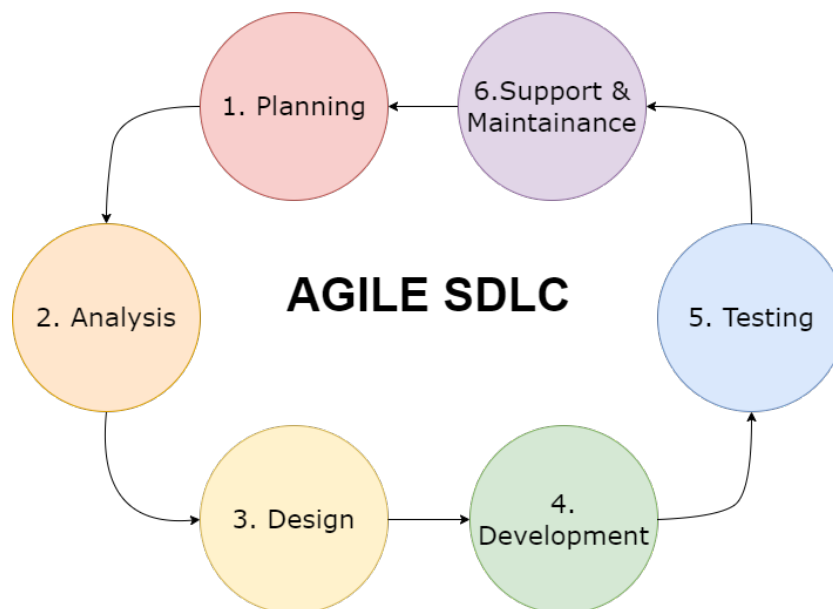 1. Planning
6.Support &
Maintainance
2. Analysis
AGILE SDLC
5. Testing
3. Design
4.
Development